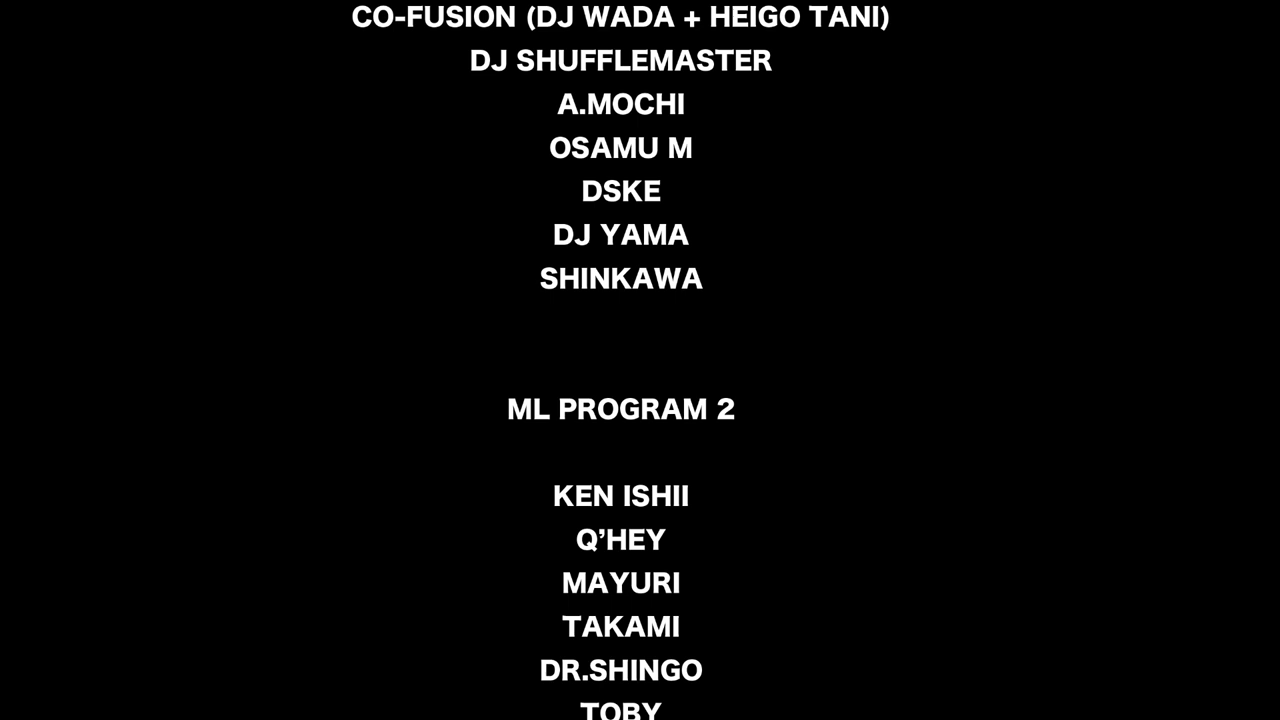 CO-FUSION (DJ WADA + HEIGO TANI)
DJ SHUFFLEMASTER
A.MOCHI
OSAMU M
DSKE
DJ YAMA
SHINKAWA
ML PROGRAM 2
KEN ISHII
Q’HEY
MAYURI
TAKAMI
DR.SHINGO
TOBY